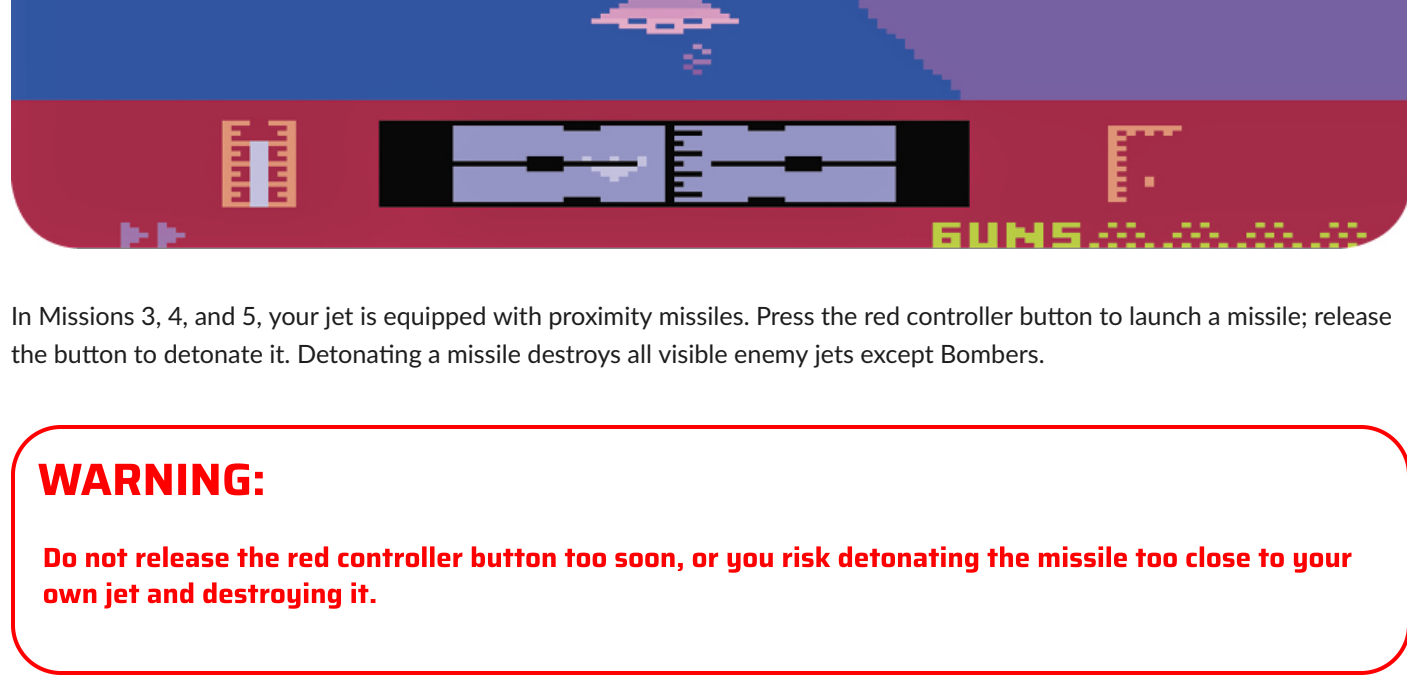 GUNS
In Missions 3, 4, and 5, your jet is equipped with proximity missiles. Press the red controller button to launch a missile; release
the button to detonate it. Detonating a missile destroys all visible enemy jets except Bombers.
WARNING:
Do not release the red controller button too soon, or you risk detonating the missile too close to your
own jet and destroying it.